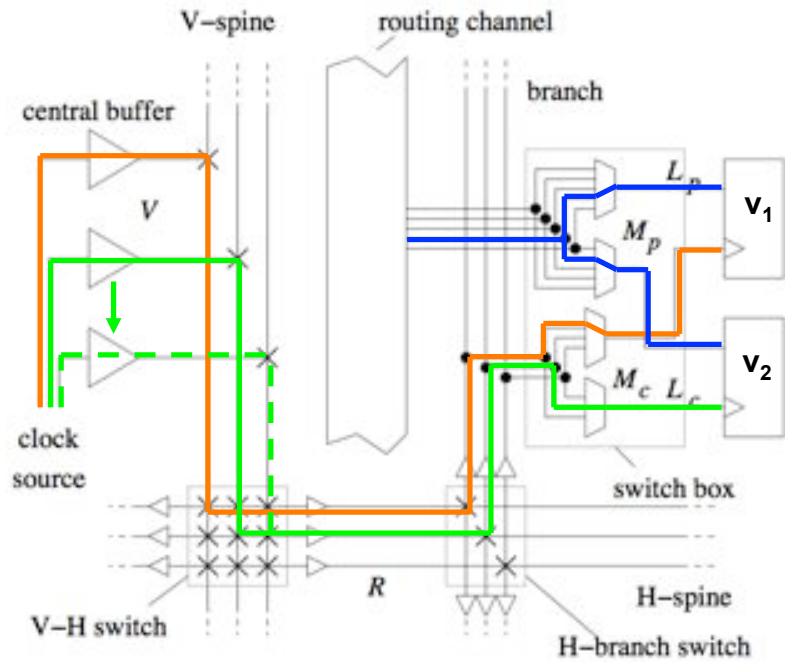 V–spine
routing channel
central buffer
branch
V
L_p
M_p
v₁
v₂
M_c
L_c
clock
source
switch box
R
H–spine
V–H switch
H–branch switch